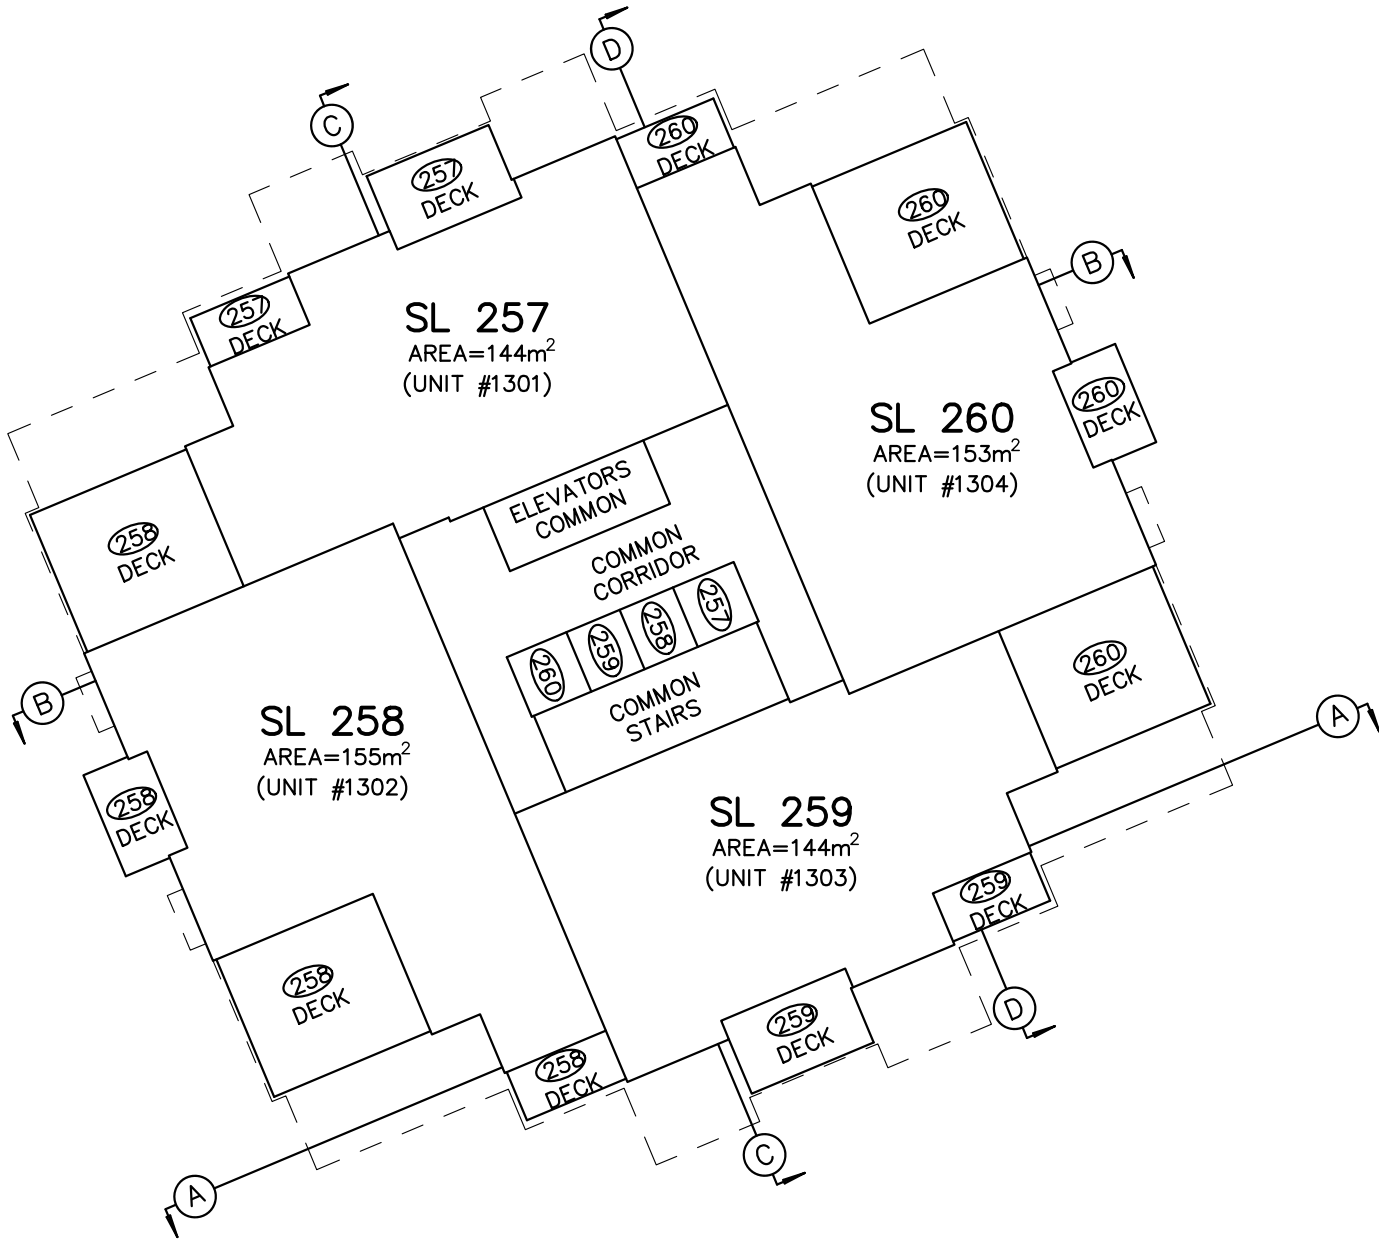 D
C
260
DECK
257
DECK
260
DECK
B
257
DECK
SL 257
AREA=144m²
(UNIT #1301)
260
DECK
SL 260
AREA=153m²
(UNIT #1304)
ELEVATORS
COMMON
258
DECK
COMMON
CORRIDOR
257
258
259
260
260
DECK
COMMON
STAIRS
B
A
SL 258
AREA=155m²
(UNIT #1302)
258
DECK
SL 259
AREA=144m²
(UNIT #1303)
259
DECK
258
DECK
259
DECK
D
258
DECK
C
A